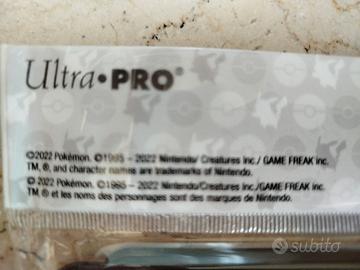 Ultra•PRO®
©2022 Pokémon. ©1995 – 2022 Nintendo/Creatures Inc./ GAME FREAK inc.
TM, ®, and character names are trademarks of Nintendo.
© 2022 Pokémon. ©1995 – 2022 Nintendo/Creatures Inc./GAME FREAK inc.
TM, ® et les noms des personnages sont des marques de Nintendo.
subito